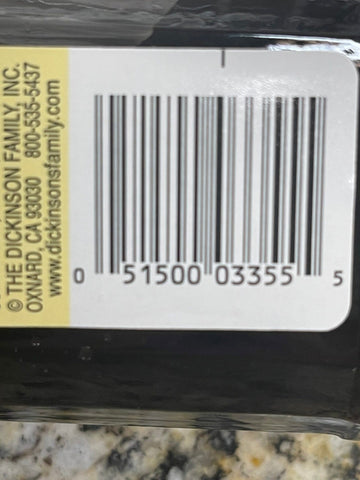 © THE DICKINSON FAMILY, INC.
OXNARD, CA 93030 800-535-5437
www.dickinsonsfamily.com
0 51500 03355 5